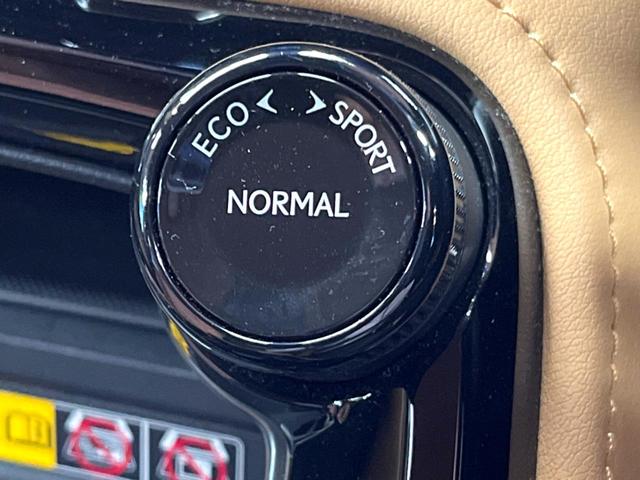 ECO < > SPORT
NORMAL